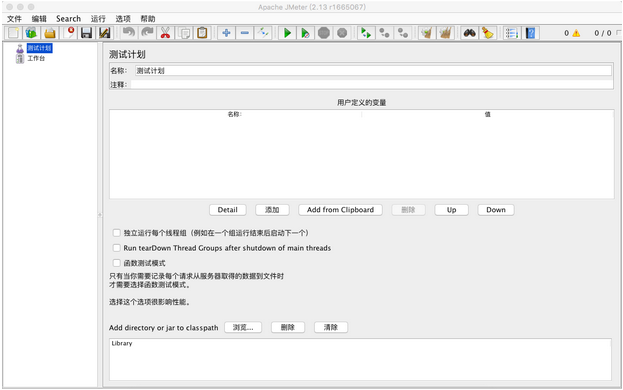 Apache JMeter (2.13 r1665067)
文件 编辑 Search 运行 选项 帮助
0 0 / 0
测试计划
工作台
测试计划
名称: 测试计划
注释:
用户定义的变量
名称: 值
Detail 添加 Add from Clipboard 删除 Up Down
独立运行每个线程组（例如在一个组运行结束后启动下一个）
Run tearDown Thread Groups after shutdown of main threads
函数测试模式
只有当你需要记录每个请求从服务器取得的数据到文件时
才需要选择函数测试模式。
选择这个选项很影响性能。
Add directory or jar to classpath 浏览... 删除 清除
Library